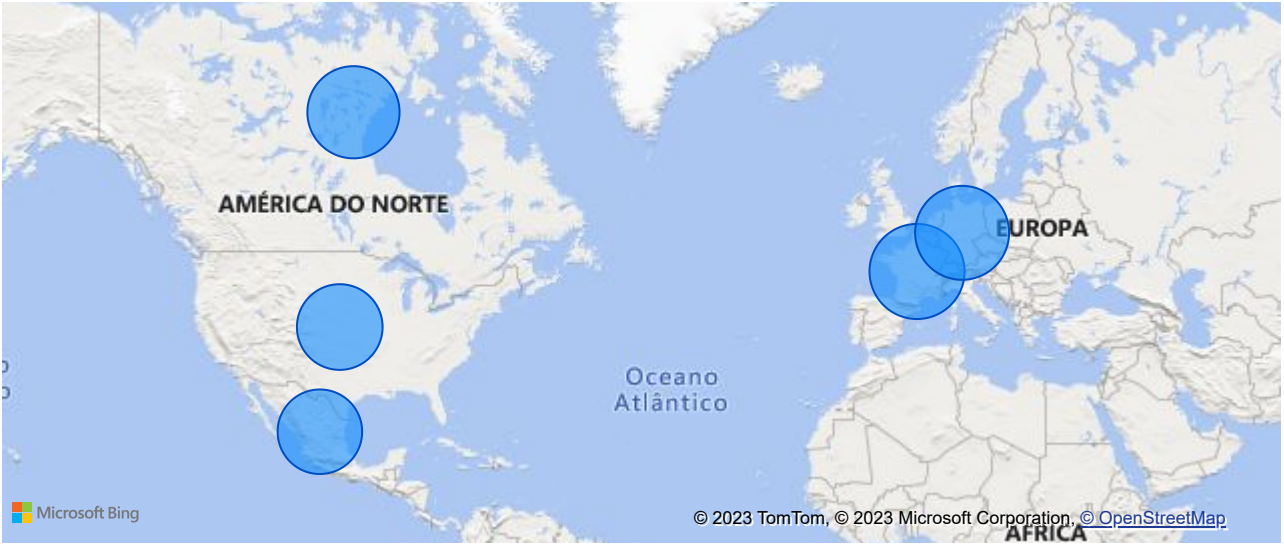 AMÉRICA DO NORTE
EUROPA
Oceano
Atlântico
Microsoft Bing
© 2023 TomTom, © 2023 Microsoft Corporation, © OpenStreetMap
ÁFRICA